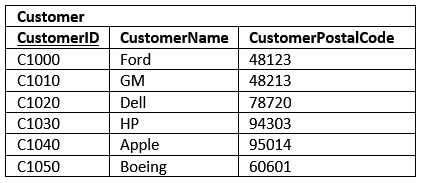 Customer
CustomerID CustomerName CustomerPostalCode
C1000 Ford 48123
C1010 GM 48213
C1020 Dell 78720
C1030 HP 94303
C1040 Apple 95014
C1050 Boeing 60601